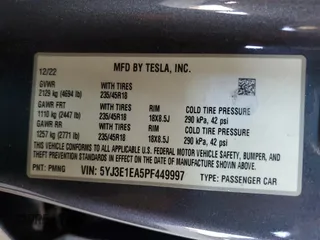 MFD BY TESLA, INC.
12/22
GVWR
2129 kg (4694 lb)
GAWR FRT WITH TIRES RIM COLD TIRE PRESSURE
1110 kg (2447 lb) 235/45R18 18X8.5J 290 kPa, 42 psi
GAWR RR WITH TIRES RIM COLD TIRE PRESSURE
1257 kg (2771 lb) 235/45R18 18X8.5J 290 kPa, 42 psi
THIS VEHICLE CONFORMS TO ALL APPLICABLE U.S. FEDERAL MOTOR VEHICLE SAFETY, BUMPER, AND
THEFT PREVENTION STANDARDS IN EFFECT ON THE DATE OF MANUFACTURE SHOWN ABOVE.
PNT: PMNG VIN: 5YJ3E1EA5PF449997 TYPE: PASSENGER CAR